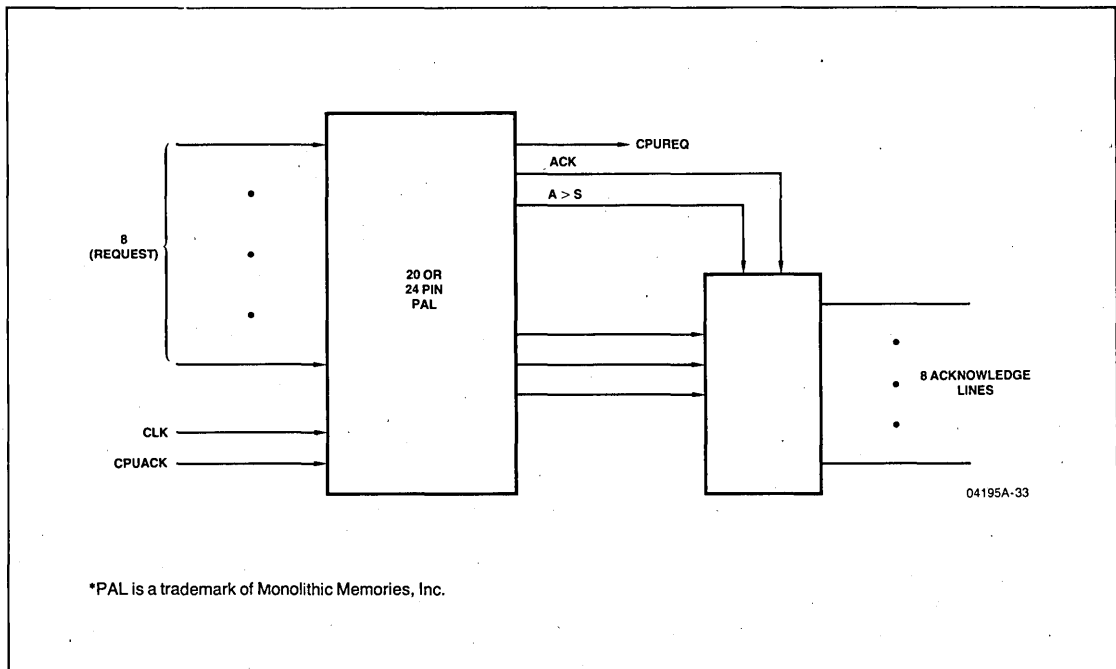 CPUREQ
ACK
A > S
8
(REQUEST)
20 OR
24 PIN
PAL
8 ACKNOWLEDGE
LINES
CLK
CPUACK
04195A-33
*PAL is a trademark of Monolithic Memories, Inc.